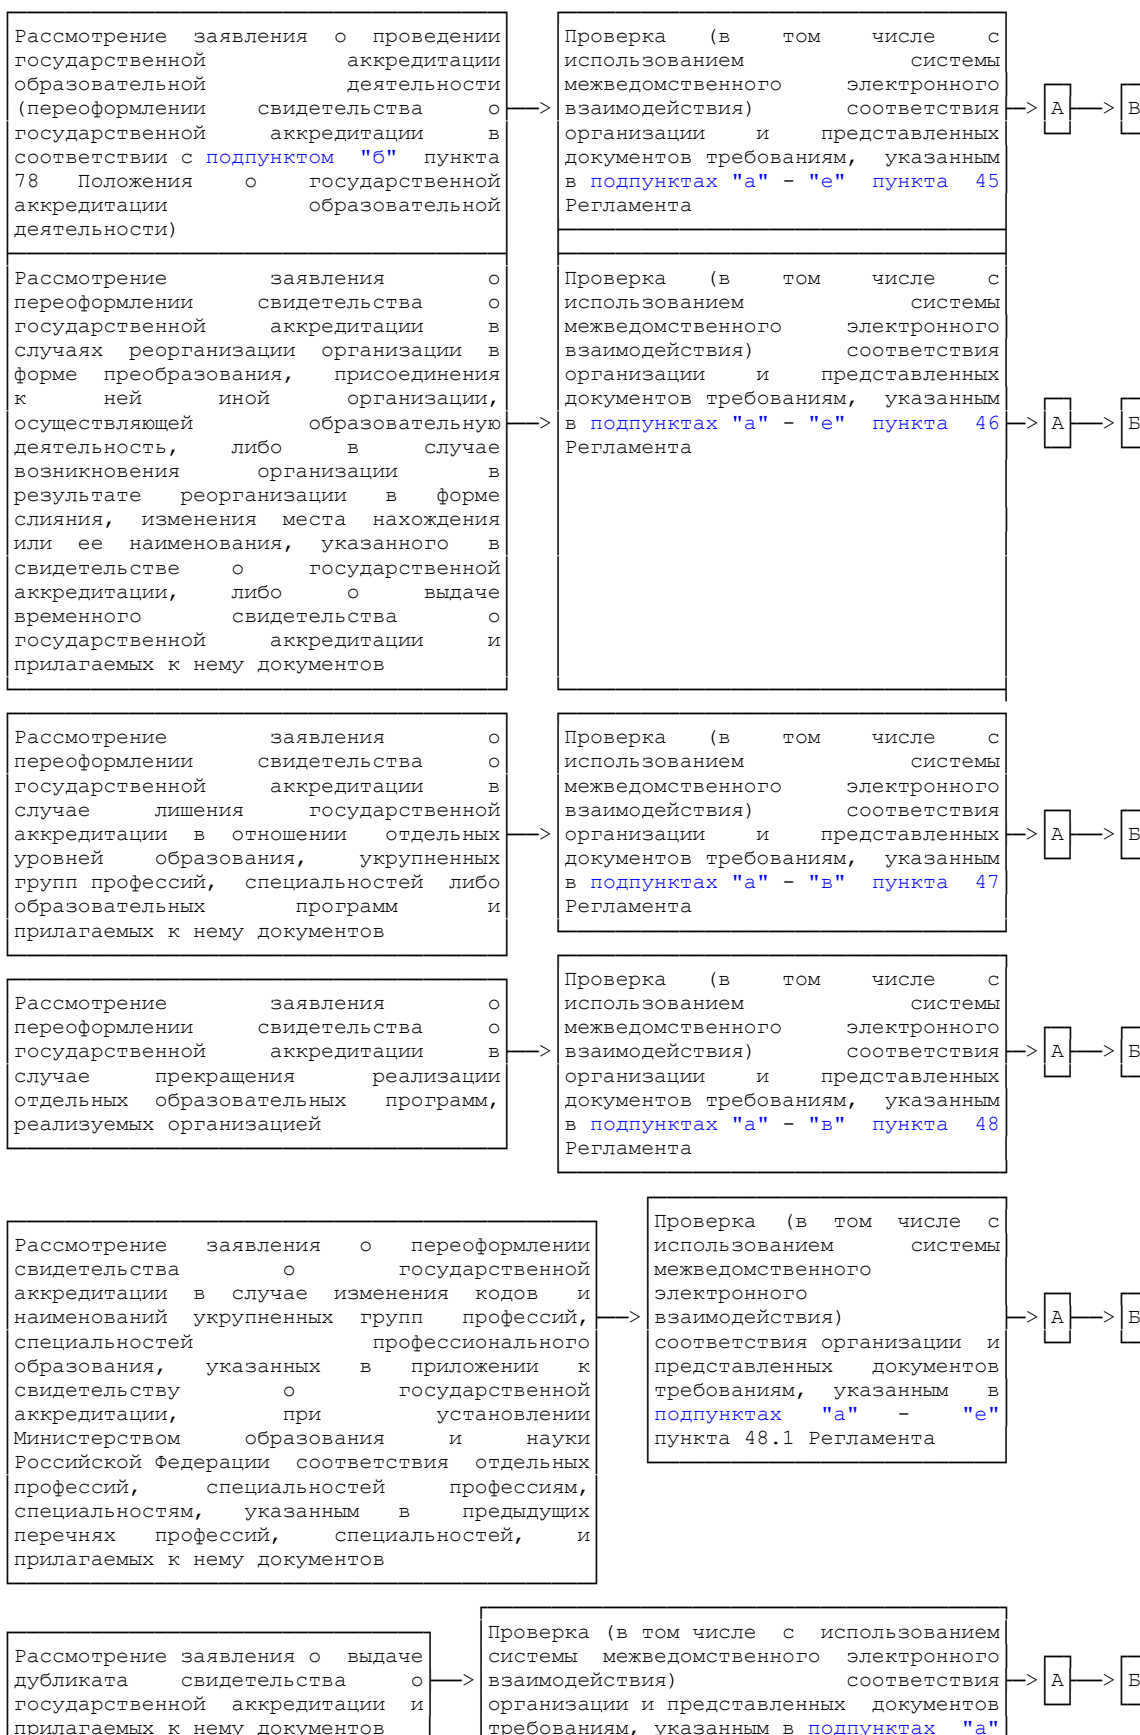 Рассмотрение заявления о проведении
государственной аккредитации
образовательной деятельности
(переоформлении свидетельства о
государственной аккредитации в
соответствии с подпунктом "б" пункта
78 Положения о государственной
аккредитации образовательной
деятельности)
Проверка (в том числе с
использованием системы
межведомственного электронного
взаимодействия) соответствия
организации и представленных
документов требованиям, указанным
в подпунктах "а" - "е" пункта 45
Регламента
А
В
Рассмотрение заявления о
переоформлении свидетельства о
государственной аккредитации в
случаях реорганизации организации в
форме преобразования, присоединения
к ней иной организации,
осуществляющей образовательную
деятельность, либо в случае
возникновения организации в
результате реорганизации в форме
слияния, изменения места нахождения
или ее наименования, указанного в
свидетельстве о государственной
аккредитации, либо о выдаче
временного свидетельства о
государственной аккредитации и
прилагаемых к нему документов
Проверка (в том числе с
использованием системы
межведомственного электронного
взаимодействия) соответствия
организации и представленных
документов требованиям, указанным
в подпунктах "а" - "е" пункта 46
Регламента
А
Б
Рассмотрение заявления о
переоформлении свидетельства о
государственной аккредитации в
случае лишения государственной
аккредитации в отношении отдельных
уровней образования, укрупненных
групп профессий, специальностей либо
образовательных программ и
прилагаемых к нему документов
Проверка (в том числе с
использованием системы
межведомственного электронного
взаимодействия) соответствия
организации и представленных
документов требованиям, указанным
в подпунктах "а" - "в" пункта 47
Регламента
А
Б
Рассмотрение заявления о
переоформлении свидетельства о
государственной аккредитации в
случае прекращения реализации
отдельных образовательных программ,
реализуемых организацией
Проверка (в том числе с
использованием системы
межведомственного электронного
взаимодействия) соответствия
организации и представленных
документов требованиям, указанным
в подпунктах "а" - "в" пункта 48
Регламента
А
Б
Рассмотрение заявления о переоформлении
свидетельства о государственной
аккредитации в случае изменения кодов и
наименований укрупненных групп профессий,
специальностей профессионального
образования, указанных в приложении к
свидетельству о государственной
аккредитации, при установлении
Министерством образования и науки
Российской Федерации соответствия отдельных
профессий, специальностей профессиям,
специальностям, указанным в предыдущих
перечнях профессий, специальностей, и
прилагаемых к нему документов
Проверка (в том числе с
использованием системы
межведомственного
электронного
взаимодействия)
соответствия организации и
представленных документов
требованиям, указанным в
подпунктах "а" - "е"
пункта 48.1 Регламента
А
Б
Рассмотрение заявления о выдаче
дубликата свидетельства о
государственной аккредитации и
прилагаемых к нему документов
Проверка (в том числе с использованием
системы межведомственного электронного
взаимодействия) соответствия
организации и представленных документов
требованиям, указанным в подпунктах "а"
А
Б